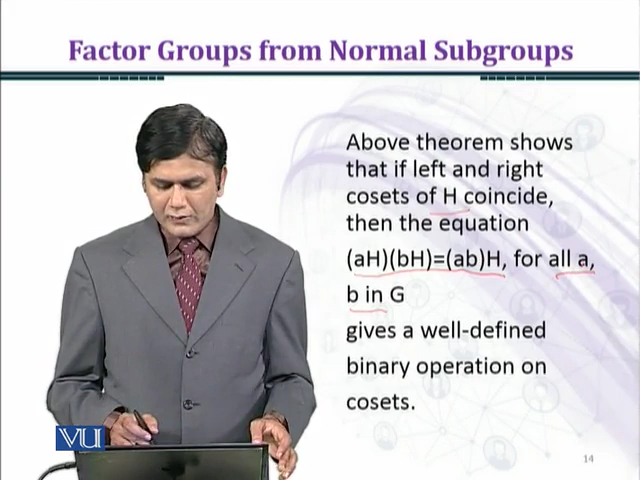 Factor Groups from Normal Subgroups
Above theorem shows
that if left and right
cosets of H coincide,
then the equation
(aH)(bH)=(ab)H, for all a,
b in G
gives a well-defined
binary operation on
cosets.
VU
14